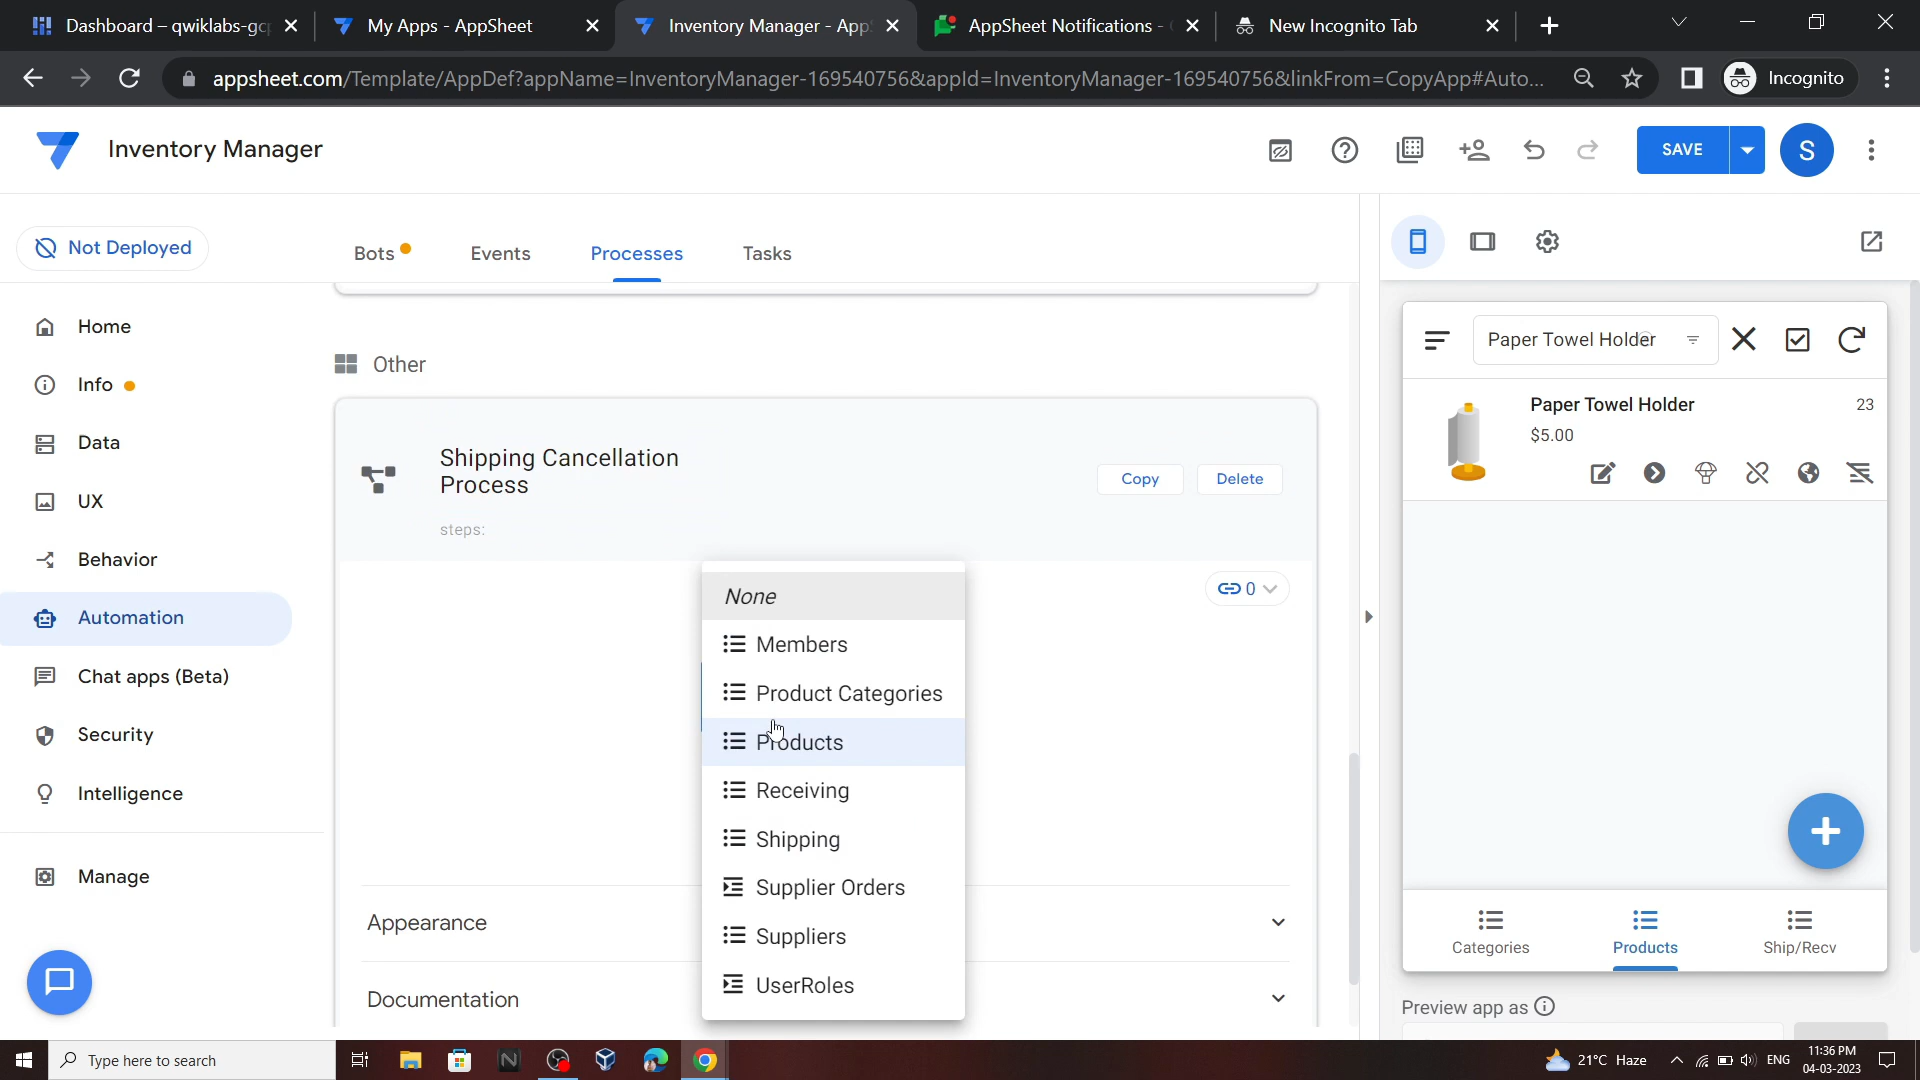 Dashboard – qwiklabs-gc
My Apps - AppSheet
Inventory Manager - App
AppSheet Notifications -
New Incognito Tab
appsheet.com/Template/AppDef?appName=InventoryManager-169540756&appId=InventoryManager-169540756&linkFrom=CopyApp#Auto...
Incognito
Inventory Manager
SAVE
S
Not Deployed
Bots
Events
Processes
Tasks
Home
Info
Data
UX
Behavior
Automation
Chat apps (Beta)
Security
Intelligence
Manage
Other
Shipping Cancellation
Process
Copy
Delete
steps:
0
None
Members
Product Categories
Products
Receiving
Shipping
Supplier Orders
Suppliers
UserRoles
Appearance
Documentation
Paper Towel Holder
Paper Towel Holder
23
$5.00
Categories
Products
Ship/Recv
Preview app as
Type here to search
21°C Haze
ENG
11:36 PM
04-03-2023